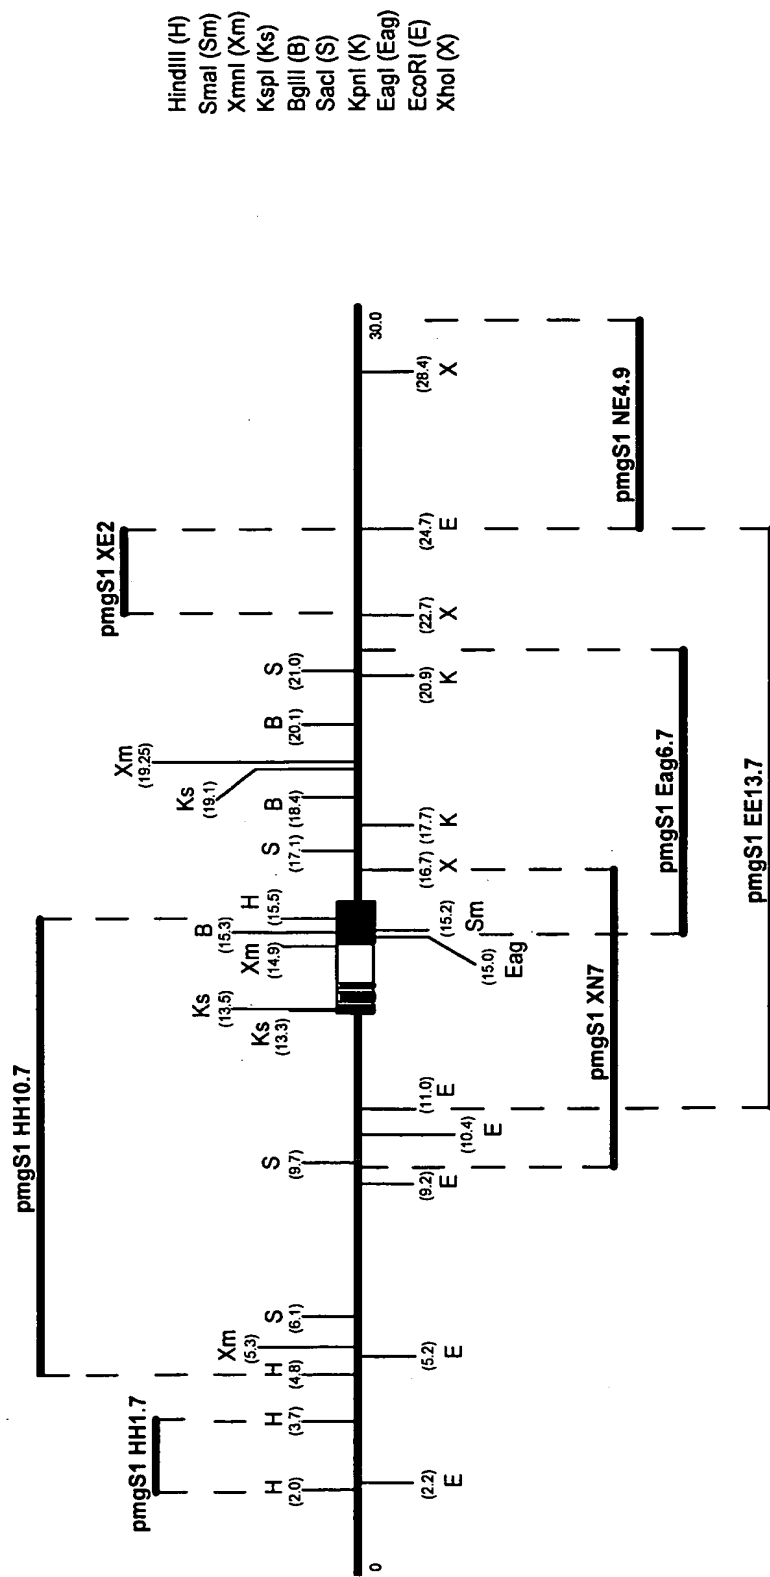 HindIII (H)
SmaI (Sm)
XmnI (Xm)
KspI (Ks)
BglII (B)
SacI (S)
KpnI (K)
EagI (Eag)
EcoRI (E)
XhoI (X)
pmgS1 HH10.7
pmgS1 HH1.7
pmgS1 XE2
H
(2.0)
H
(3.7)
H
(4.8)
Xm
(5.3)
S
(6.1)
S
(9.7)
Ks
(13.3)
Ks
(13.5)
Xm
(14.9)
B
(15.3)
H
(15.5)
S
(17.1)
B
(18.4)
Ks
(19.1)
Xm
(19.25)
B
(20.1)
S
(21.0)
0
30.0
(2.2)
E
(5.2)
E
(9.2)
E
(10.4)
E
(11.0)
E
(15.0)
Eag
(15.2)
Sm
(16.7)
X
(17.7)
K
(20.9)
K
(22.7)
X
(24.7)
E
(28.4)
X
pmgS1 XN7
pmgS1 NE4.9
pmgS1 Eag6.7
pmgS1 EE13.7